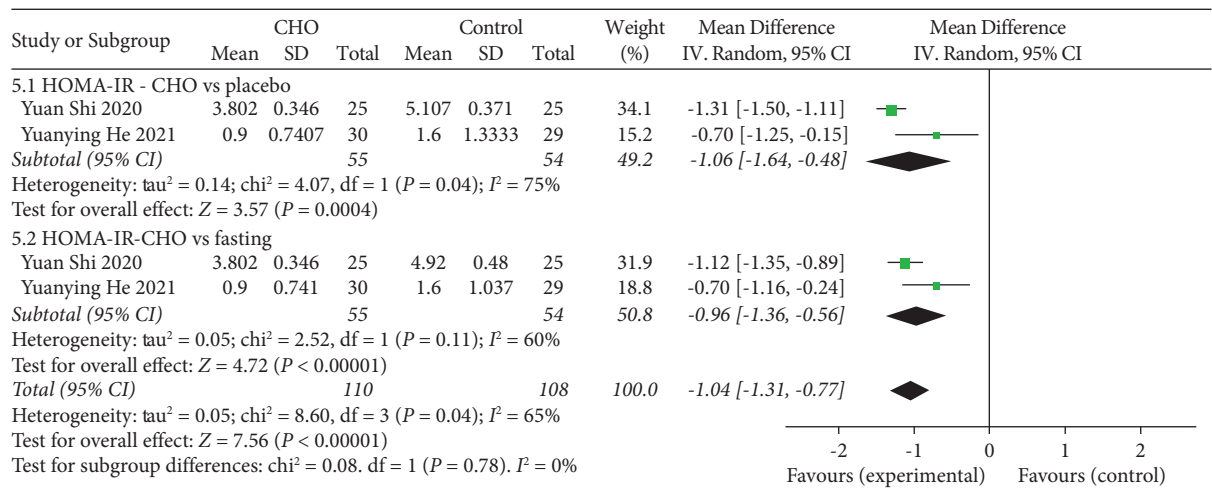 CHO Control Weight Mean Difference Mean Difference
Study or Subgroup Mean SD Total Mean SD Total (%) IV. Random, 95% CI IV. Random, 95% CI
5.1 HOMA-IR - CHO vs placebo
Yuan Shi 2020 3.802 0.346 25 5.107 0.371 25 34.1 -1.31 [-1.50, -1.11]
Yuanying He 2021 0.9 0.7407 30 1.6 1.3333 29 15.2 -0.70 [-1.25, -0.15]
Subtotal (95% CI) 55 54 49.2 -1.06 [-1.64, -0.48]
Heterogeneity: tau² = 0.14; chi² = 4.07, df = 1 (P = 0.04); I² = 75%
Test for overall effect: Z = 3.57 (P = 0.0004)
5.2 HOMA-IR-CHO vs fasting
Yuan Shi 2020 3.802 0.346 25 4.92 0.48 25 31.9 -1.12 [-1.35, -0.89]
Yuanying He 2021 0.9 0.741 30 1.6 1.037 29 18.8 -0.70 [-1.16, -0.24]
Subtotal (95% CI) 55 54 50.8 -0.96 [-1.36, -0.56]
Heterogeneity: tau² = 0.05; chi² = 2.52, df = 1 (P = 0.11); I² = 60%
Test for overall effect: Z = 4.72 (P < 0.00001)
Total (95% CI) 110 108 100.0 -1.04 [-1.31, -0.77]
Heterogeneity: tau² = 0.05; chi² = 8.60, df = 3 (P = 0.04); I² = 65%
Test for overall effect: Z = 7.56 (P < 0.00001)
Test for subgroup differences: chi² = 0.08. df = 1 (P = 0.78). I² = 0%
-2 -1 0 1 2
Favours (experimental) Favours (control)